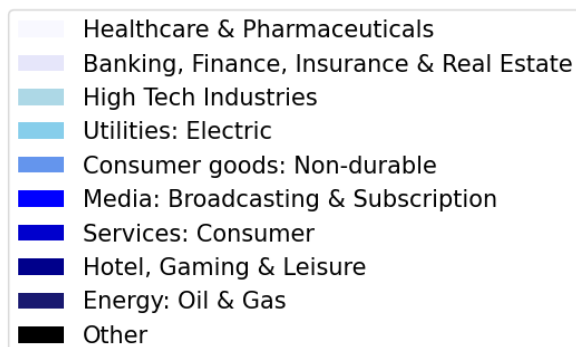 Healthcare & Pharmaceuticals
Banking, Finance, Insurance & Real Estate
High Tech Industries
Utilities: Electric
Consumer goods: Non-durable
Media: Broadcasting & Subscription
Services: Consumer
Hotel, Gaming & Leisure
Energy: Oil & Gas
Other